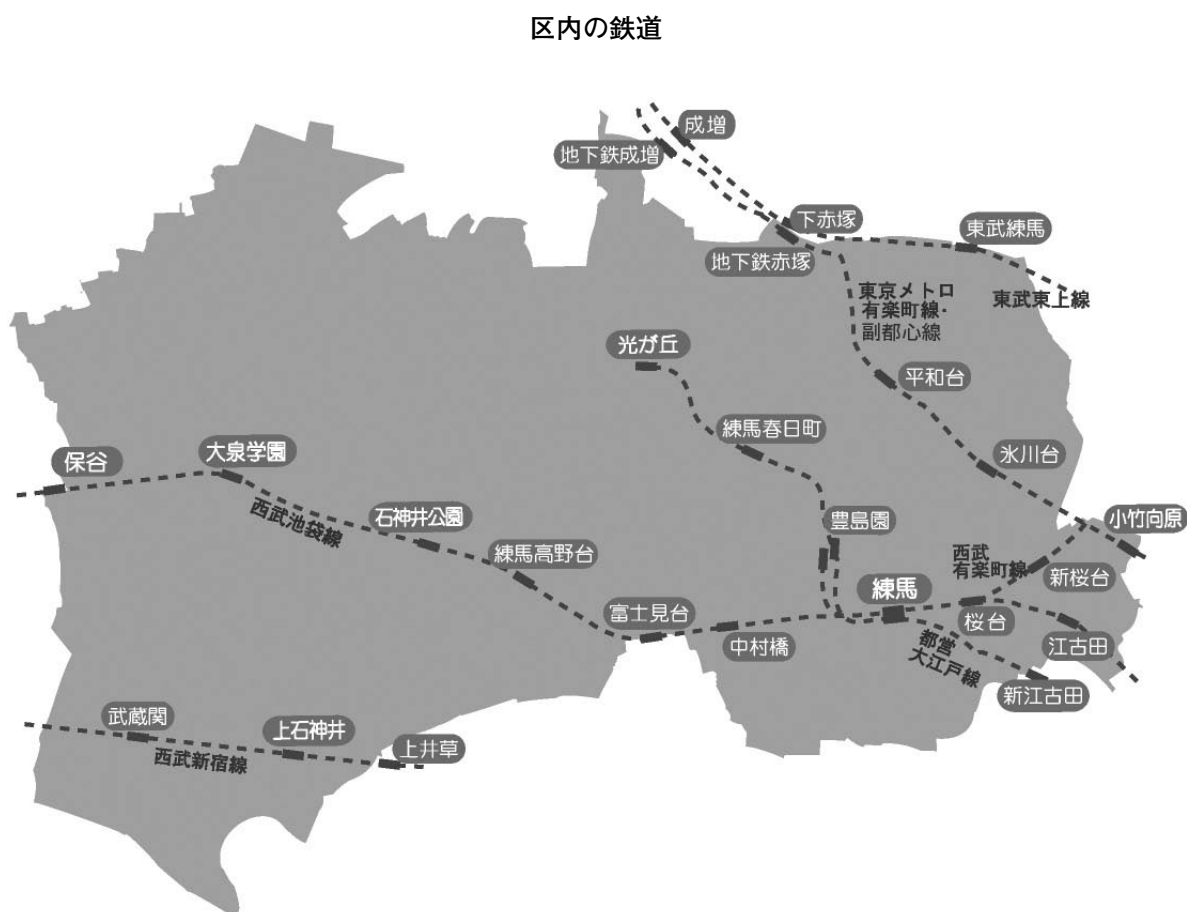 区内の鉄道
成増
地下鉄成増
下赤塚
東武練馬
地下鉄赤塚
東京メトロ
有楽町線・
副都心線
東武東上線
光が丘
平和台
練馬春日町
氷川台
保谷
大泉学園
西武池袋線
石神井公園
練馬高野台
豊島園
小竹向原
西武
有楽町線
新桜台
練馬
富士見台
中村橋
桜台
江古田
都営
大江戸線
新江古田
武蔵関
上石神井
上井草
西武新宿線